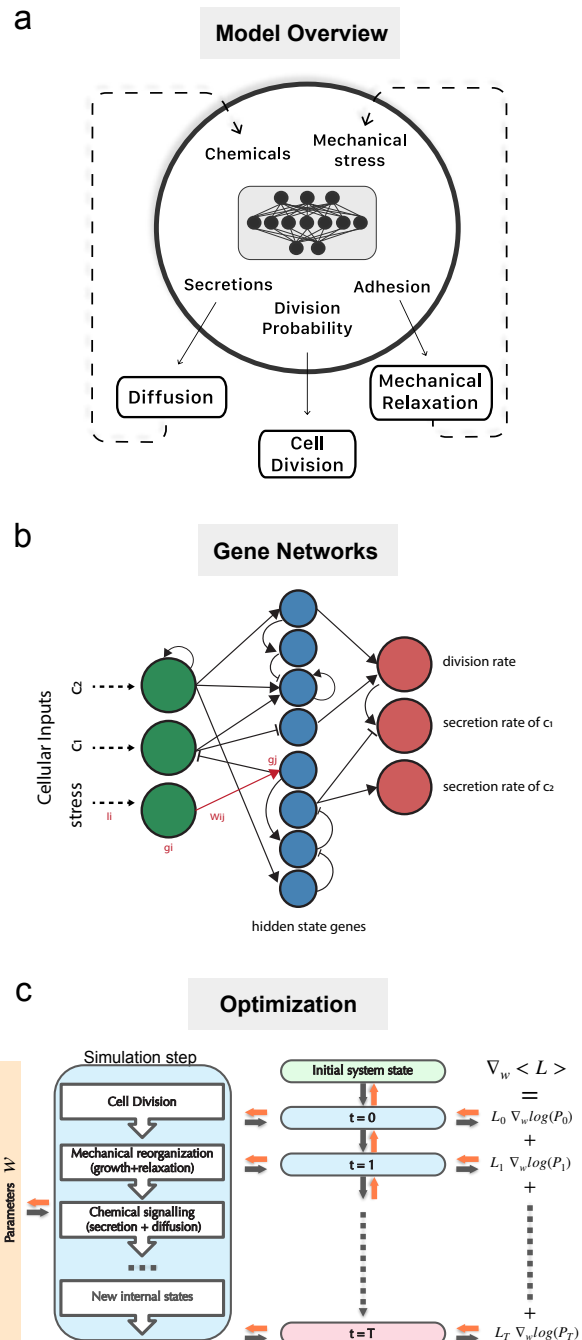 a
Model Overview
Chemicals
Mechanical
stress
Secretions
Division
Probability
Adhesion
Diffusion
Cell
Division
Mechanical
Relaxation
b
Gene Networks
Cellular Inputs
C₂
C₁
stress
Ii
gi
Wij
gj
division rate
secretion rate of c₁
secretion rate of c₂
hidden state genes
c
Optimization
Parameters w
Simulation step
Cell Division
Mechanical reorganization
(growth+relaxation)
Chemical signalling
(secretion + diffusion)
New internal states
Initial system state
t = 0
t = 1
t = T
∇w < L >
=
L₀ ∇w log(P₀)
+
L₁ ∇w log(P₁)
+
+
L_T ∇w log(P_T)